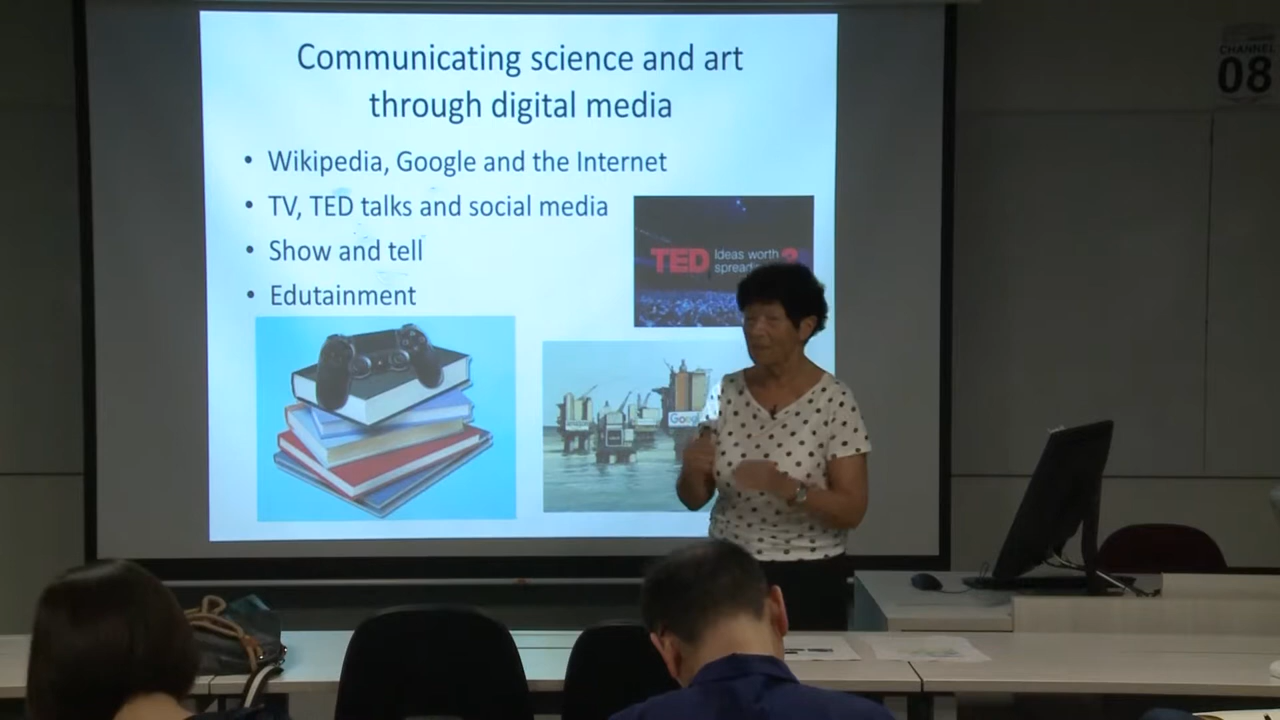 Communicating science and art
through digital media
• Wikipedia, Google and the Internet
• TV, TED talks and social media
• Show and tell
• Edutainment
TED Ideas worth
Google
CHANNEL
08